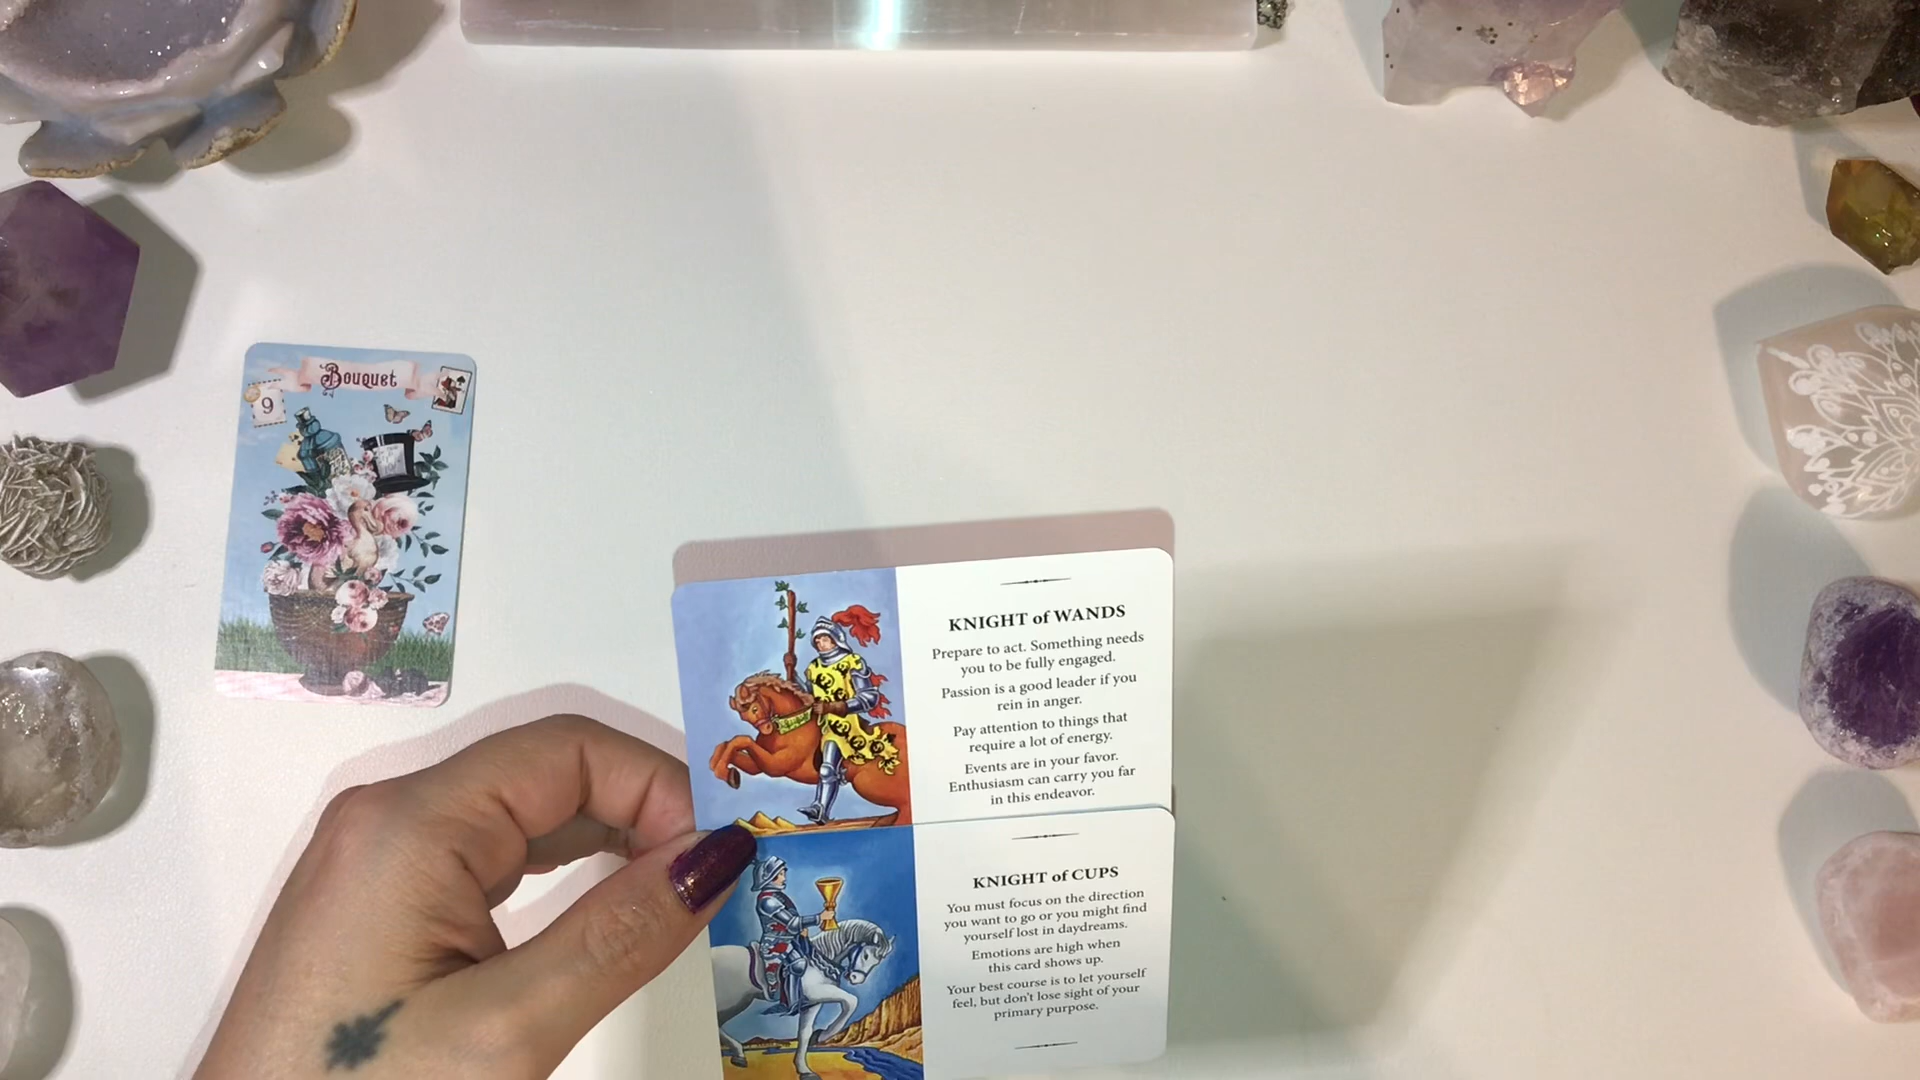 Bouquet
9
KNIGHT of WANDS
Prepare to act. Something needs
you to be fully engaged.
Passion is a good leader if you
rein in anger.
Pay attention to things that
require a lot of energy.
Events are in your favor.
Enthusiasm can carry you far
in this endeavor.
KNIGHT of CUPS
You must focus on the direction
you want to go or you might find
yourself lost in daydreams.
Emotions are high when
this card shows up.
Your best course is to let yourself
feel, but don't lose sight of your
primary purpose.